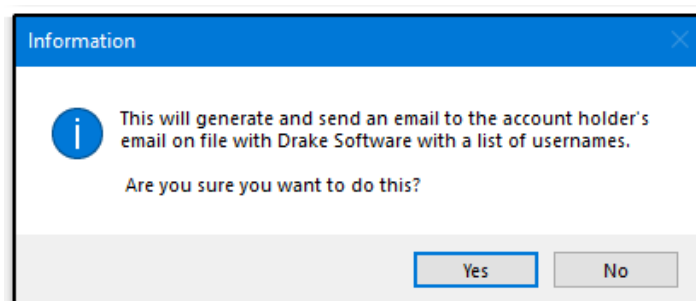 Information
This will generate and send an email to the account holder's
email on file with Drake Software with a list of usernames.
Are you sure you want to do this?
Yes
No